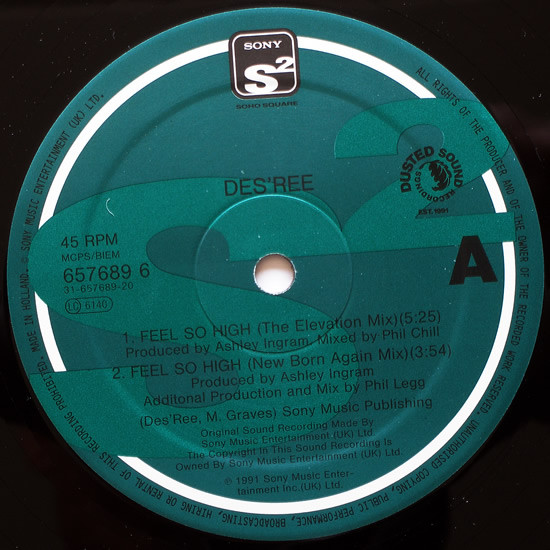 SONY
S2
SOHO SQUARE
DES'REE
DUSTED SOUND
RECORDINGS
EST. 1991
45 RPM
MCPS/BIEM
657689 6
31-657689-20
LC 6140
A
1. FEEL SO HIGH (The Elevation Mix)(5:25)
Produced by Ashley Ingram, Mixed by Phil Chill
2. FEEL SO HIGH (New Born Again Mix)(3:54)
Produced by Ashley Ingram
Additonal Production and Mix by Phil Legg
(Des'Ree, M. Graves) Sony Music Publishing
Original Sound Recording Made By
Sony Music Entertainment (UK) Ltd.
The Copyright In This Sound Recording Is
Owned By Sony Music Entertainment (UK) Ltd.
℗ 1991 Sony Music Enter-
tainment Inc.(UK) Ltd.
ALL RIGHTS OF THE PRODUCER AND OF THE OWNER OF THE RECORDED WORK RESERVED. UNAUTHORISED COPYING, PUBLIC PERFORMANCE, BROADCASTING, HIRING OR RENTAL OF THIS RECORDING PROHIBITED. MADE IN HOLLAND. © SONY MUSIC ENTERTAINMENT (UK) LTD.